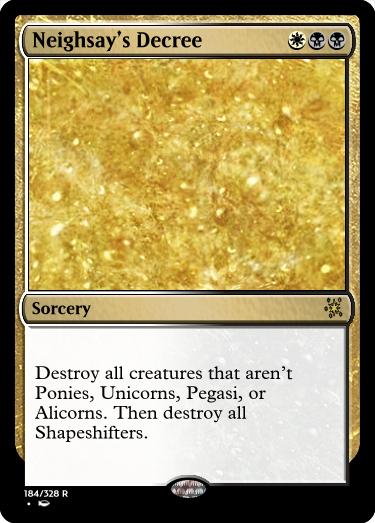 Neighsay's Decree
Sorcery
Destroy all creatures that aren't
Ponies, Unicorns, Pegasi, or
Alicorns. Then destroy all
Shapeshifters.
184/328 R